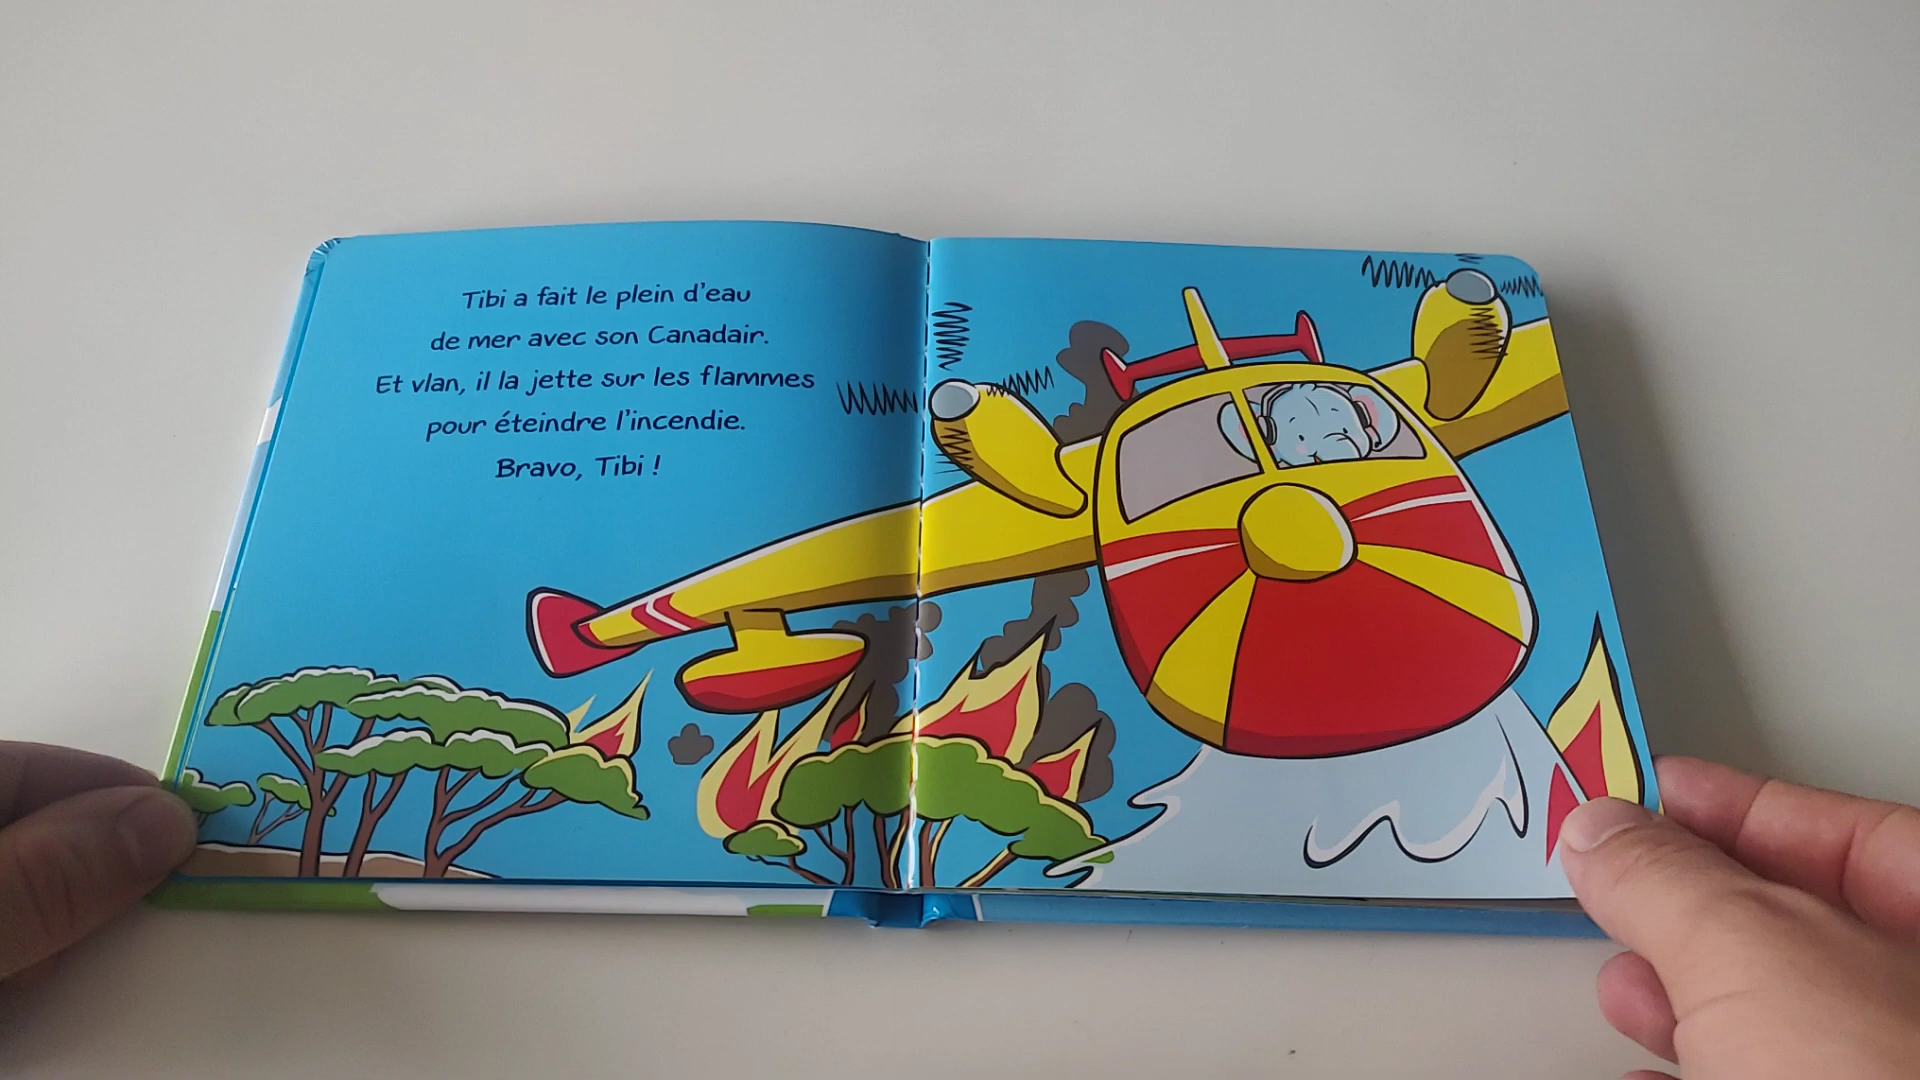 Tibi a fait le plein d'eau
de mer avec son Canadair.
Et vlan, il la jette sur les flammes
pour éteindre l'incendie.
Bravo, Tibi !